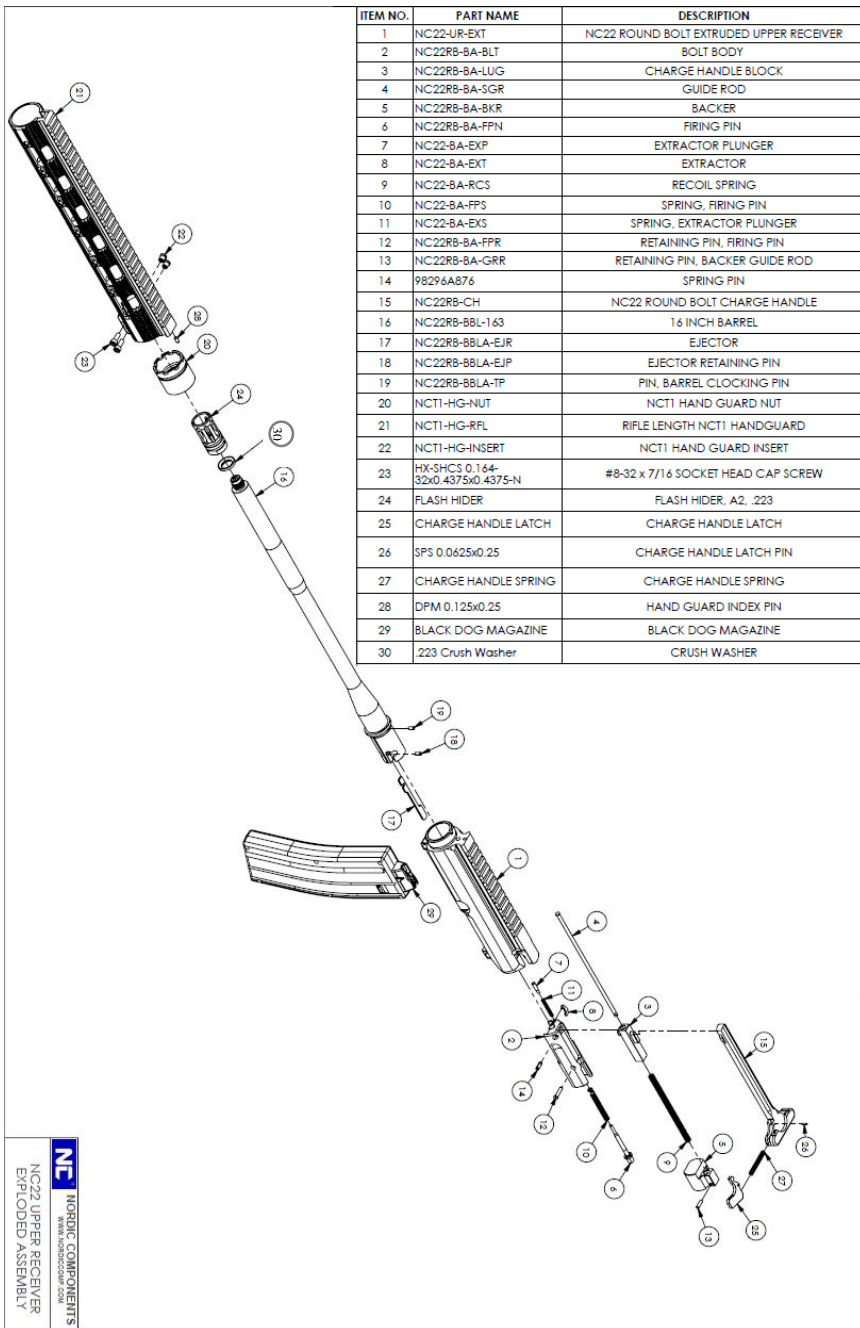 ITEM NO. PART NAME DESCRIPTION
1 NC22-UR-EXT NC22 ROUND BOLT EXTRUDED UPPER RECEIVER
2 NC22RB-BA-BLT BOLT BODY
3 NC22RB-BA-LUG CHARGE HANDLE BLOCK
4 NC22RB-BA-SGR GUIDE ROD
5 NC22RB-BA-BKR BACKER
6 NC22RB-BA-FPN FIRING PIN
7 NC22-BA-EXP EXTRACTOR PLUNGER
8 NC22-BA-EXT EXTRACTOR
9 NC22-BA-RCS RECOIL SPRING
10 NC22-BA-FPS SPRING, FIRING PIN
11 NC22-BA-EXS SPRING, EXTRACTOR PLUNGER
12 NC22RB-BA-FPR RETAINING PIN, FIRING PIN
13 NC22RB-BA-GRR RETAINING PIN, BACKER GUIDE ROD
14 98296A876 SPRING PIN
15 NC22RB-CH NC22 ROUND BOLT CHARGE HANDLE
16 NC22RB-BBL-163 16 INCH BARREL
17 NC22RB-BBLA-EJR EJECTOR
18 NC22RB-BBLA-EJP EJECTOR RETAINING PIN
19 NC22RB-BBLA-TP PIN, BARREL CLOCKING PIN
20 NCT1-HG-NUT NCT1 HAND GUARD NUT
21 NCT1-HG-RFL RIFLE LENGTH NCT1 HANDGUARD
22 NCT1-HG-INSERT NCT1 HAND GUARD INSERT
23 HX-SHCS 0.164-
32x0.4375x0.4375-N #8-32 x 7/16 SOCKET HEAD CAP SCREW
24 FLASH HIDER FLASH HIDER, A2, .223
25 CHARGE HANDLE LATCH CHARGE HANDLE LATCH
26 SPS 0.0625x0.25 CHARGE HANDLE LATCH PIN
27 CHARGE HANDLE SPRING CHARGE HANDLE SPRING
28 DPM 0.125x0.25 HAND GUARD INDEX PIN
29 BLACK DOG MAGAZINE BLACK DOG MAGAZINE
30 .223 Crush Washer CRUSH WASHER
21
22
28
23
20
24
30
16
19
18
17
29
1
4
7
11
8
3
2
15
14
12
10
9
5
26
27
6
25
13
NC
NORDIC COMPONENTS
WWW.NORDICCOMP.COM
NC22 UPPER RECEIVER
EXPLODED ASSEMBLY